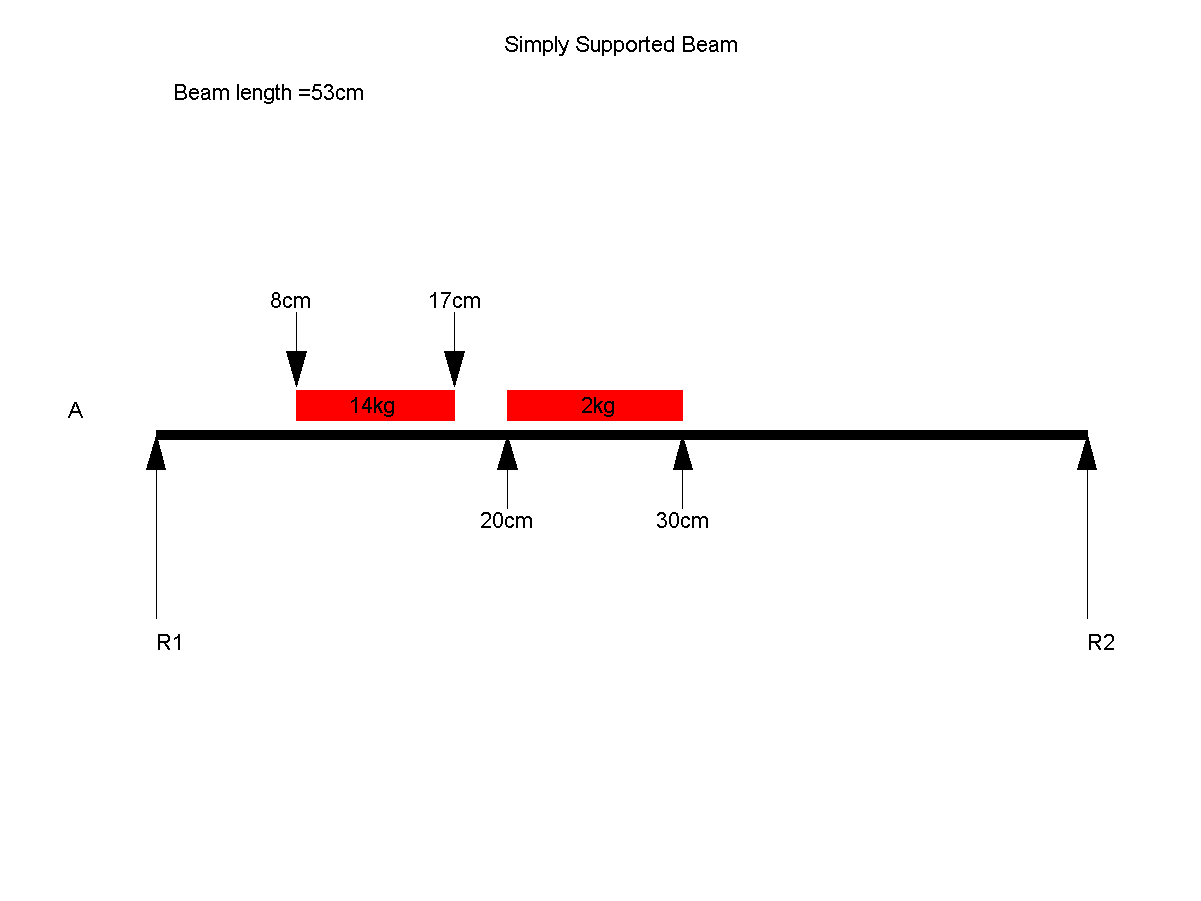 Simply Supported Beam
Beam length =53cm
8cm
17cm
A
14kg
2kg
20cm
30cm
R1
R2